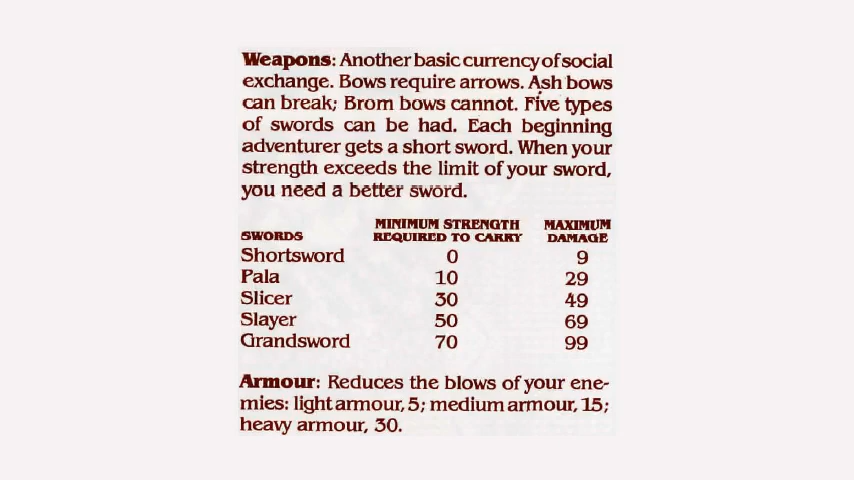 Weapons: Another basic currency of social
exchange. Bows require arrows. Ash bows
can break; Brom bows cannot. Five types
of swords can be had. Each beginning
adventurer gets a short sword. When your
strength exceeds the limit of your sword,
you need a better sword.
SWORDS MINIMUM STRENGTH REQUIRED TO CARRY MAXIMUM DAMAGE
Shortsword 0 9
Pala 10 29
Slicer 30 49
Slayer 50 69
Grandsword 70 99
Armour: Reduces the blows of your ene-
mies: light armour, 5; medium armour, 15;
heavy armour, 30.